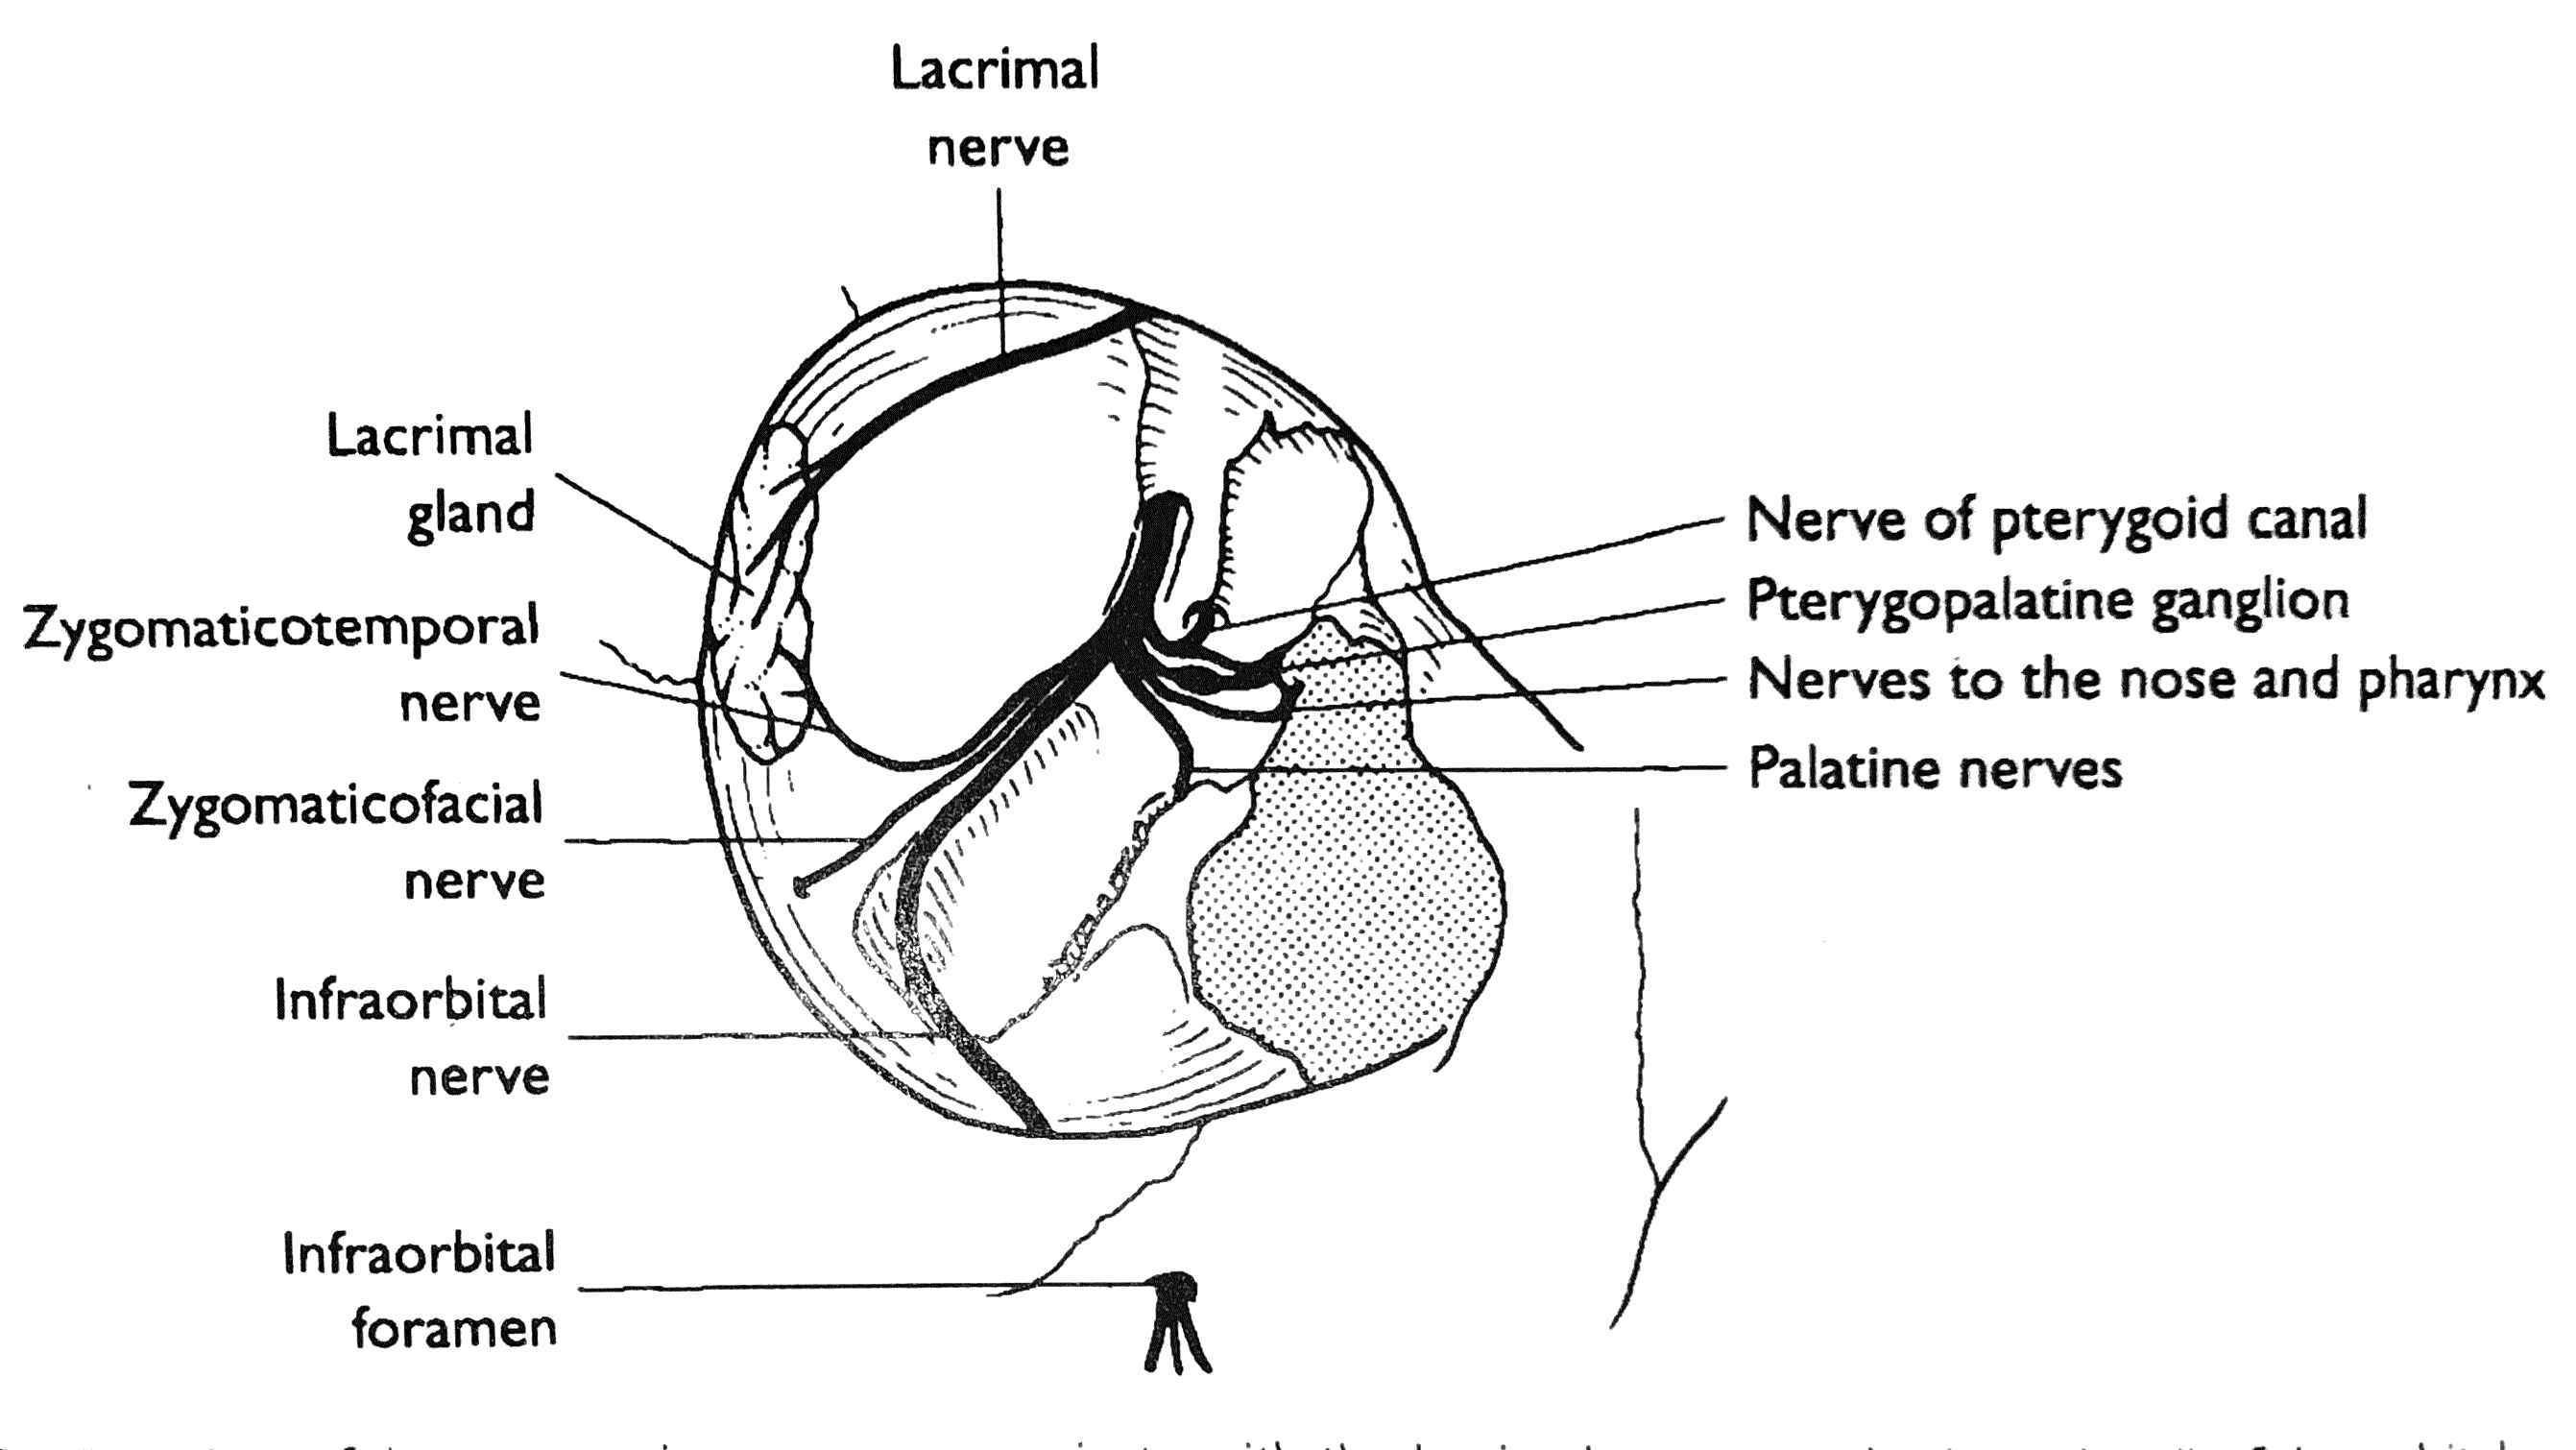 Lacrimal
nerve
Lacrimal
gland
Zygomaticotemporal
nerve
Zygomaticofacial
nerve
Infraorbital
nerve
Infraorbital
foramen
Nerve of pterygoid canal
Pterygopalatine ganglion
Nerves to the nose and pharynx
Palatine nerves